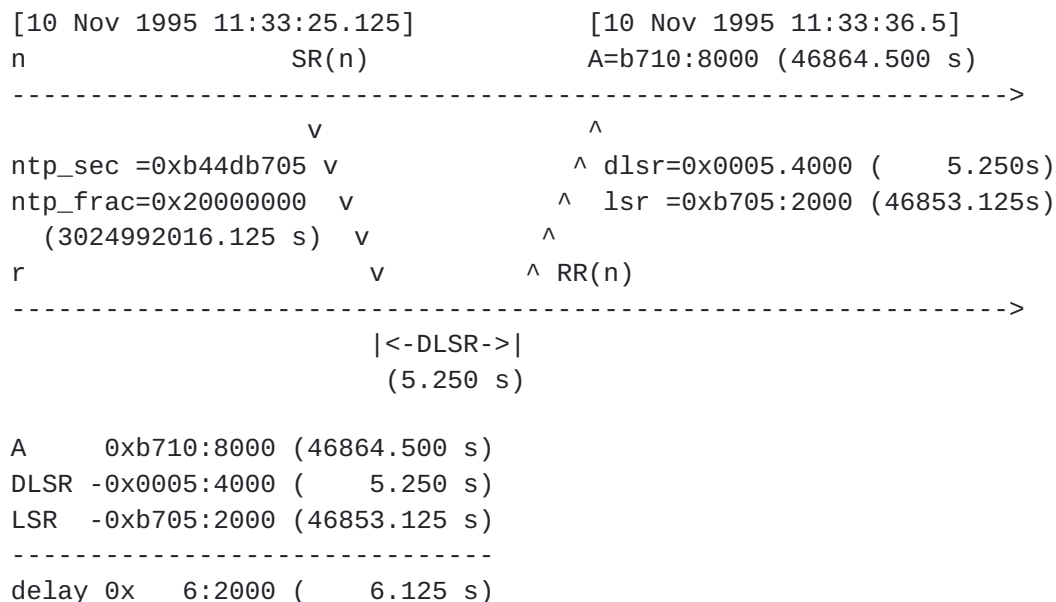 [10 Nov 1995 11:33:25.125]           [10 Nov 1995 11:33:36.5]
n                 SR(n)              A=b710:8000 (46864.500 s)
---------------------------------------------------------------->
                   v                 ^
ntp_sec =0xb44db705 v               ^ dlsr=0x0005.4000 (    5.250s)
ntp_frac=0x20000000  v             ^  lsr =0xb705:2000 (46853.125s)
  (3024992016.125 s)  v           ^
r                      v         ^ RR(n)
---------------------------------------------------------------->
                       |<-DLSR->|
                        (5.250 s)

A     0xb710:8000 (46864.500 s)
DLSR -0x0005:4000 (    5.250 s)
LSR  -0xb705:2000 (46853.125 s)
-------------------------------
delay 0x   6:2000 (    6.125 s)